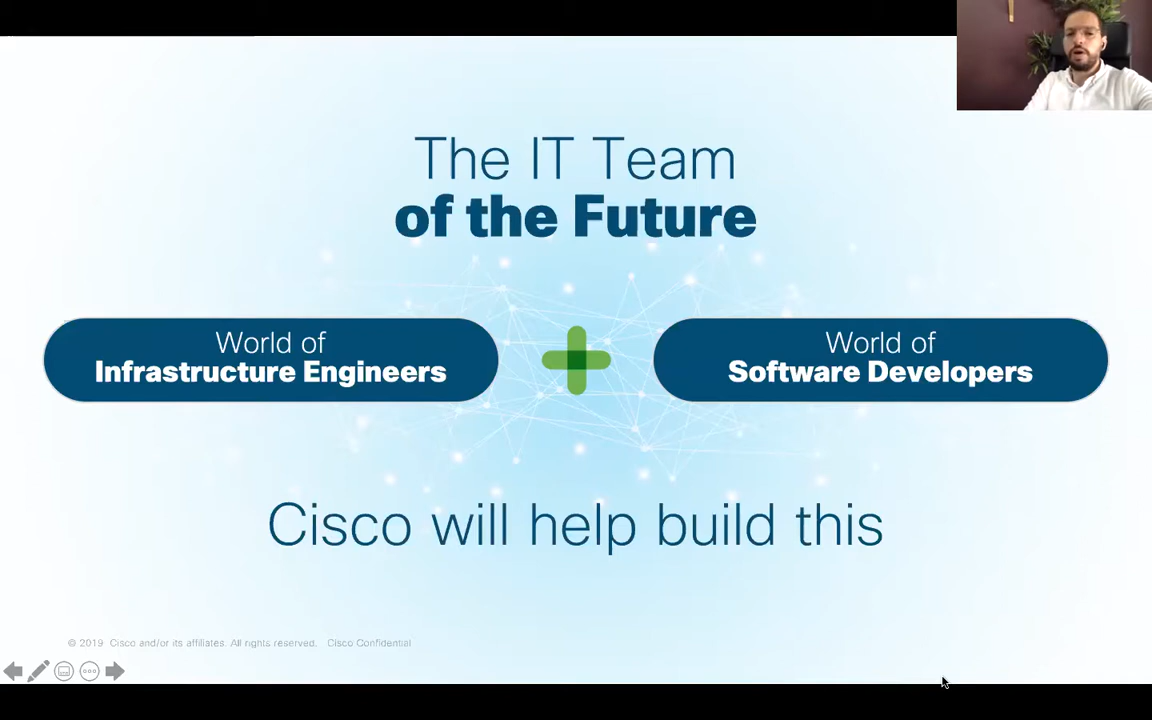 The IT Team
of the Future
World of
Infrastructure Engineers
World of
Software Developers
Cisco will help build this
© 2019 Cisco and/or its affiliates. All rights reserved. Cisco Confidential